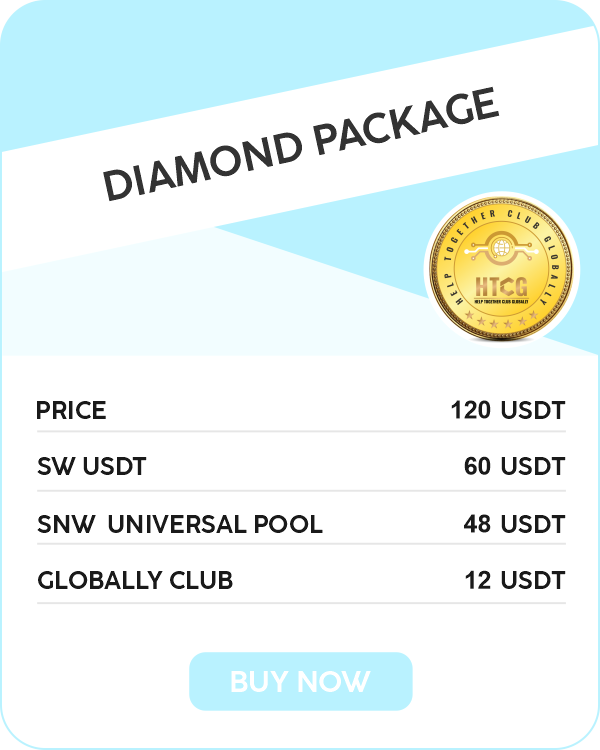 DIAMOND PACKAGE
HELP TOGETHER CLUB GLOBALLY
HTCG
HELP TOGETHER CLUB GLOBALLY
PRICE 120 USDT
SW USDT 60 USDT
SNW UNIVERSAL POOL 48 USDT
GLOBALLY CLUB 12 USDT
BUY NOW